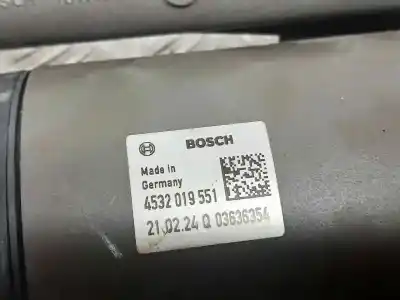 BOSCH
Made in
Germany
4532 019 551
21.02.24 Q 03636354